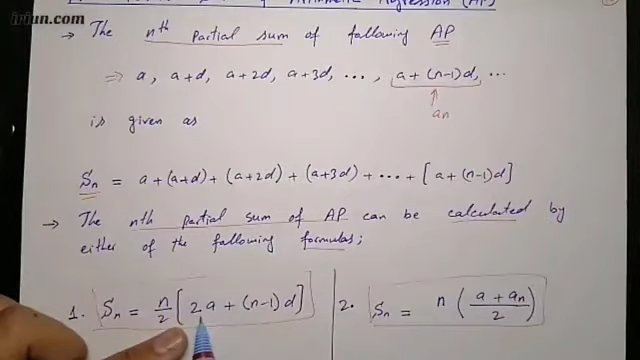 iriun.com
Arithmetic Progression (AP)
→ The nth partial sum of following AP
⇒ a, a+d, a+2d, a+3d, ..., a+(n-1)d, ...
↑
an
is given as
Sn = a+(a+d)+(a+2d)+(a+3d)+...+[a+(n-1)d]
→ The nth partial sum of AP can be calculated by
either of the following formulas;
1. Sn = n/2 [2a+(n-1)d]
2. Sn = n (a+an/2)